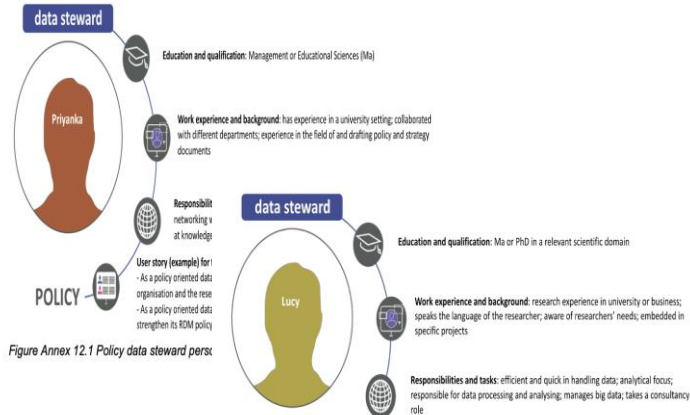 data steward
Education and qualification: Management or Educational Sciences (Ma)
Priyanka
Work experience and background: has experience in a university setting; collaborated
with different departments; experience in the field of and drafting policy and strategy
documents
networking
at knowledge
User story (example) for
- As a policy oriented data
organisation and the
- As a policy oriented data
strengthen its RDM policy
POLICY
Figure Annex 12.1 Policy data steward
data steward
Education and qualification: Ma or PhD in a relevant scientific domain
Lucy
Work experience and background: research experience in university or business;
speaks the language of the researcher; aware of researchers' needs; embedded in
specific projects
Responsibilities and tasks: efficient and quick in handling data; analytical focus;
responsible for data processing and analysing; manages big data; takes a consultancy
role